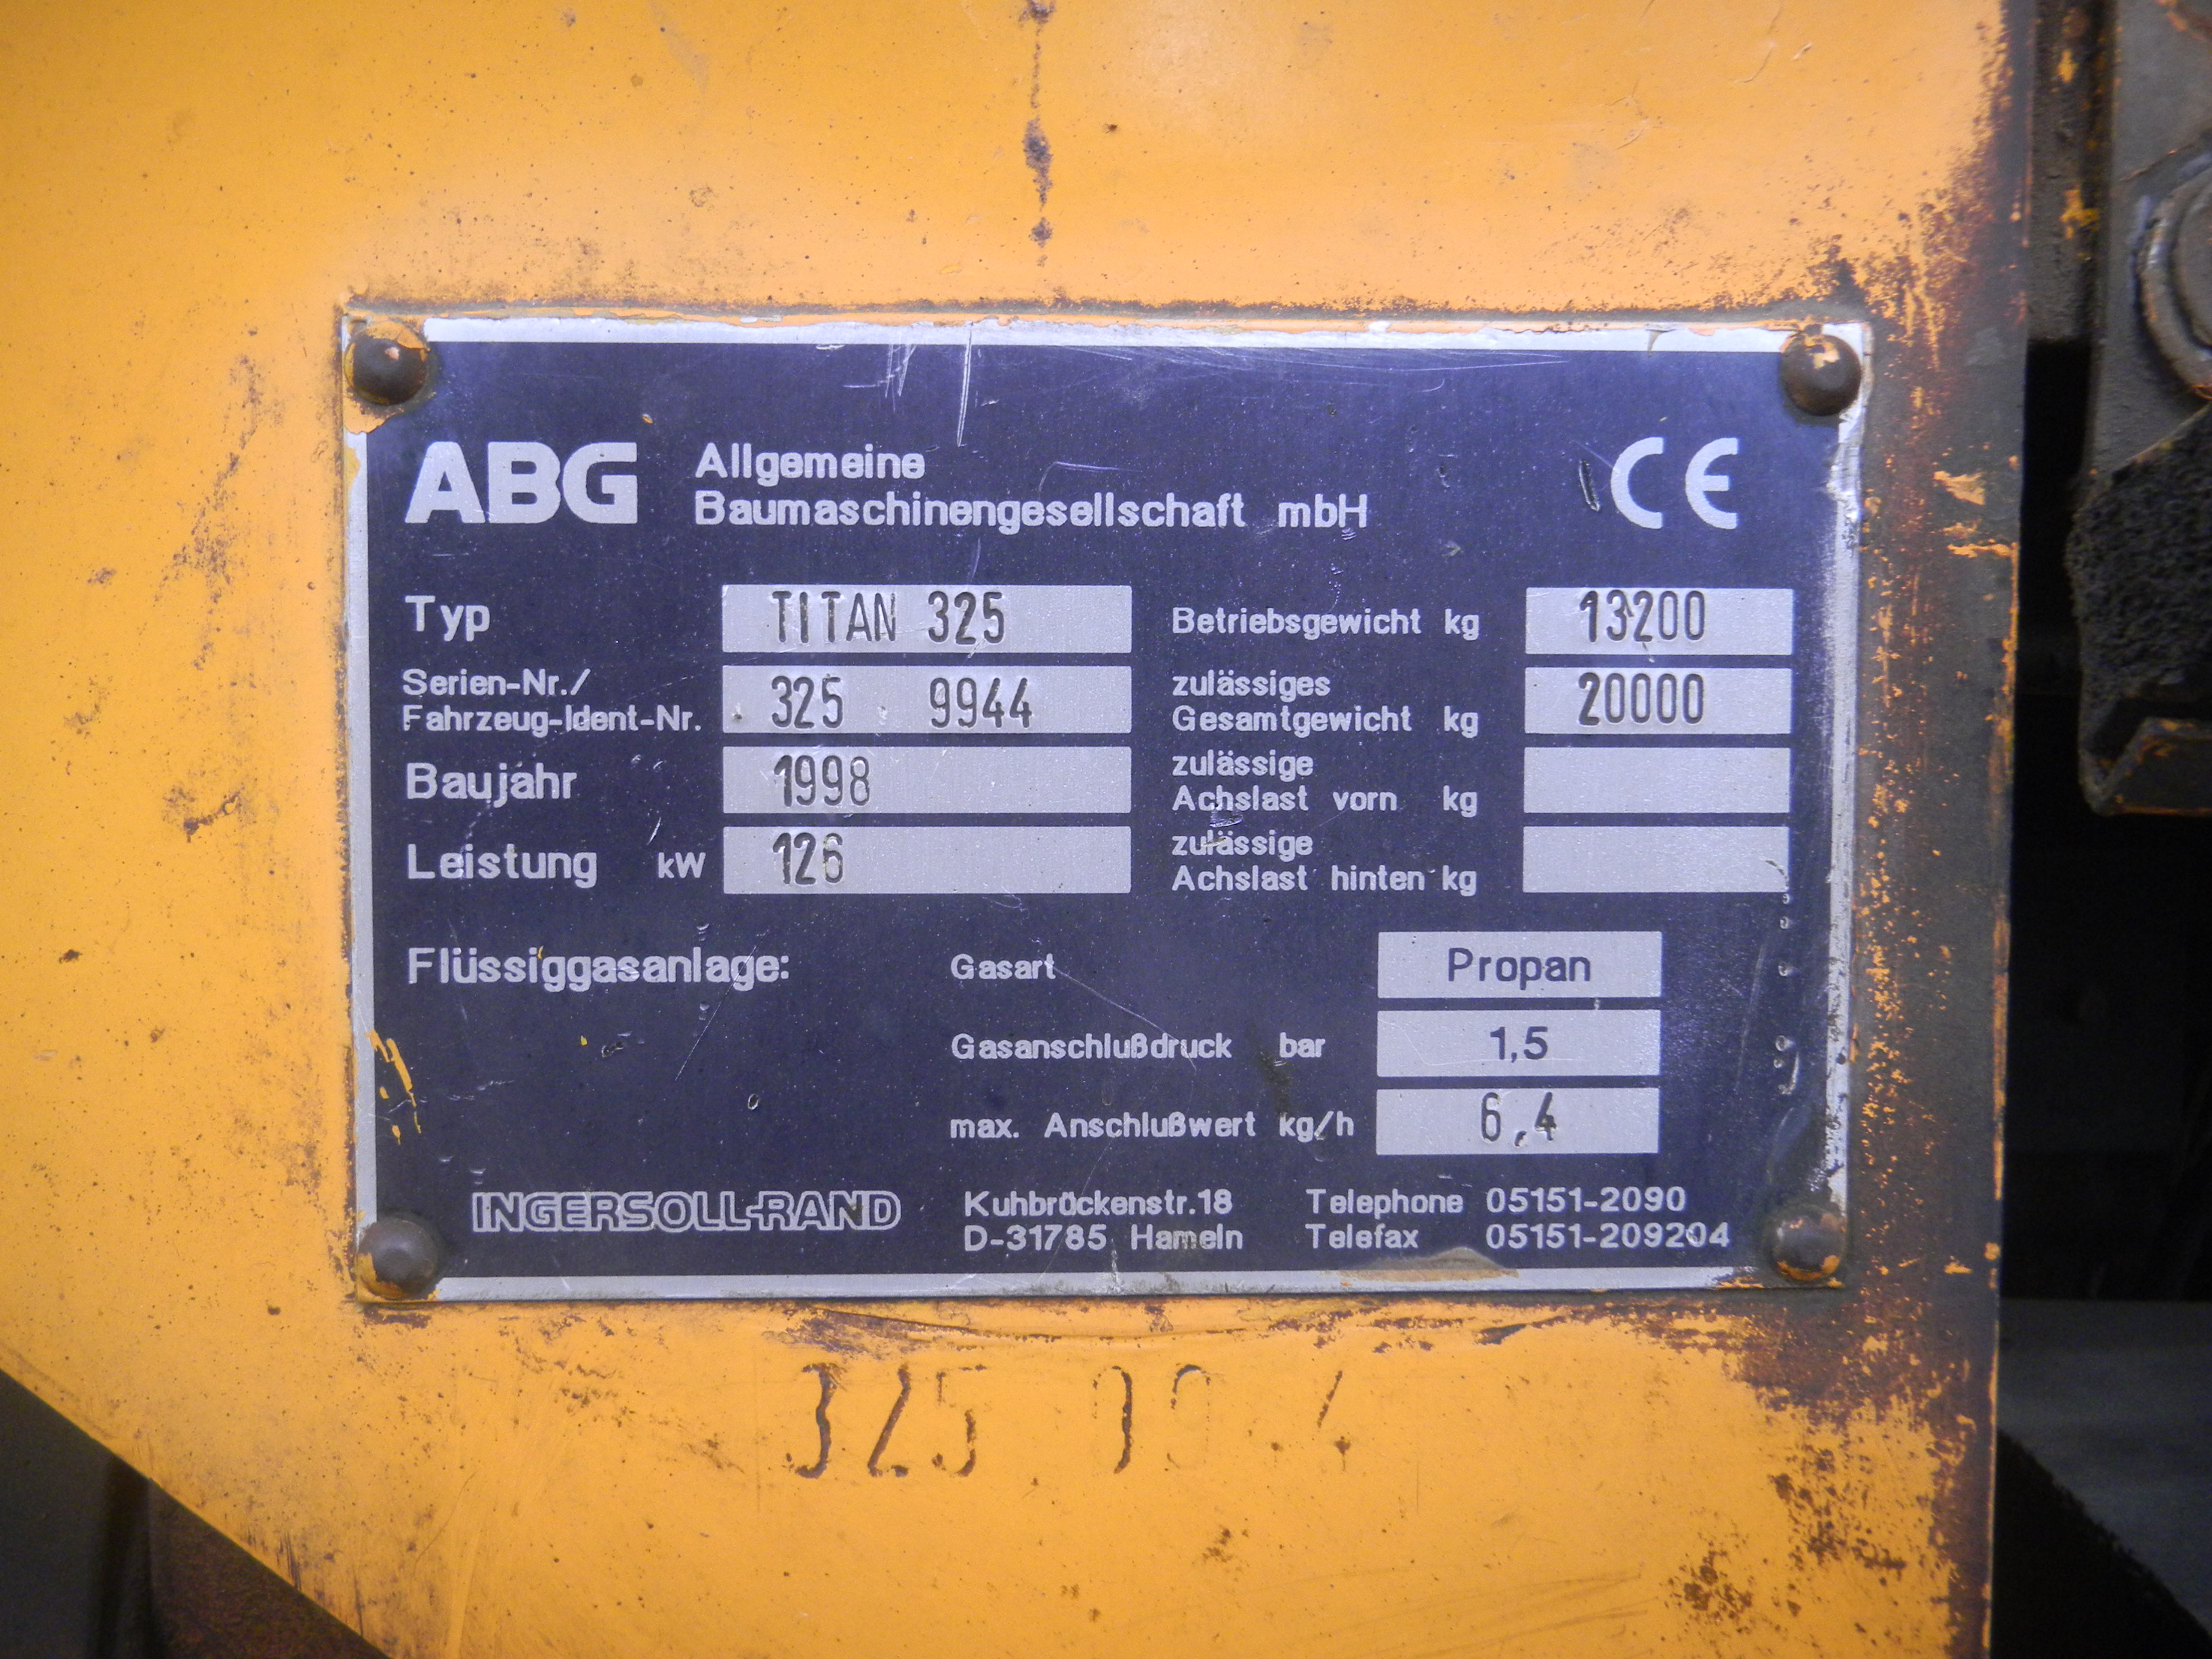 ABG Allgemeine
Baumaschinengesellschaft mbH CE
Typ TITAN 325 Betriebsgewicht kg 13200
Serien-Nr./
Fahrzeug-Ident-Nr. 325 9944 zulässiges
Gesamtgewicht kg 20000
Baujahr 1998 zulässige
Achslast vorn kg
Leistung kW 126 zulässige
Achslast hinten kg
Flüssiggasanlage: Gasart Propan
Gasanschlußdruck bar 1,5
max. Anschlußwert kg/h 6,4
INGERSOLL-RAND Kuhbrückenstr.18 Telephone 05151-2090
D-31785 Hameln Telefax 05151-209204
325